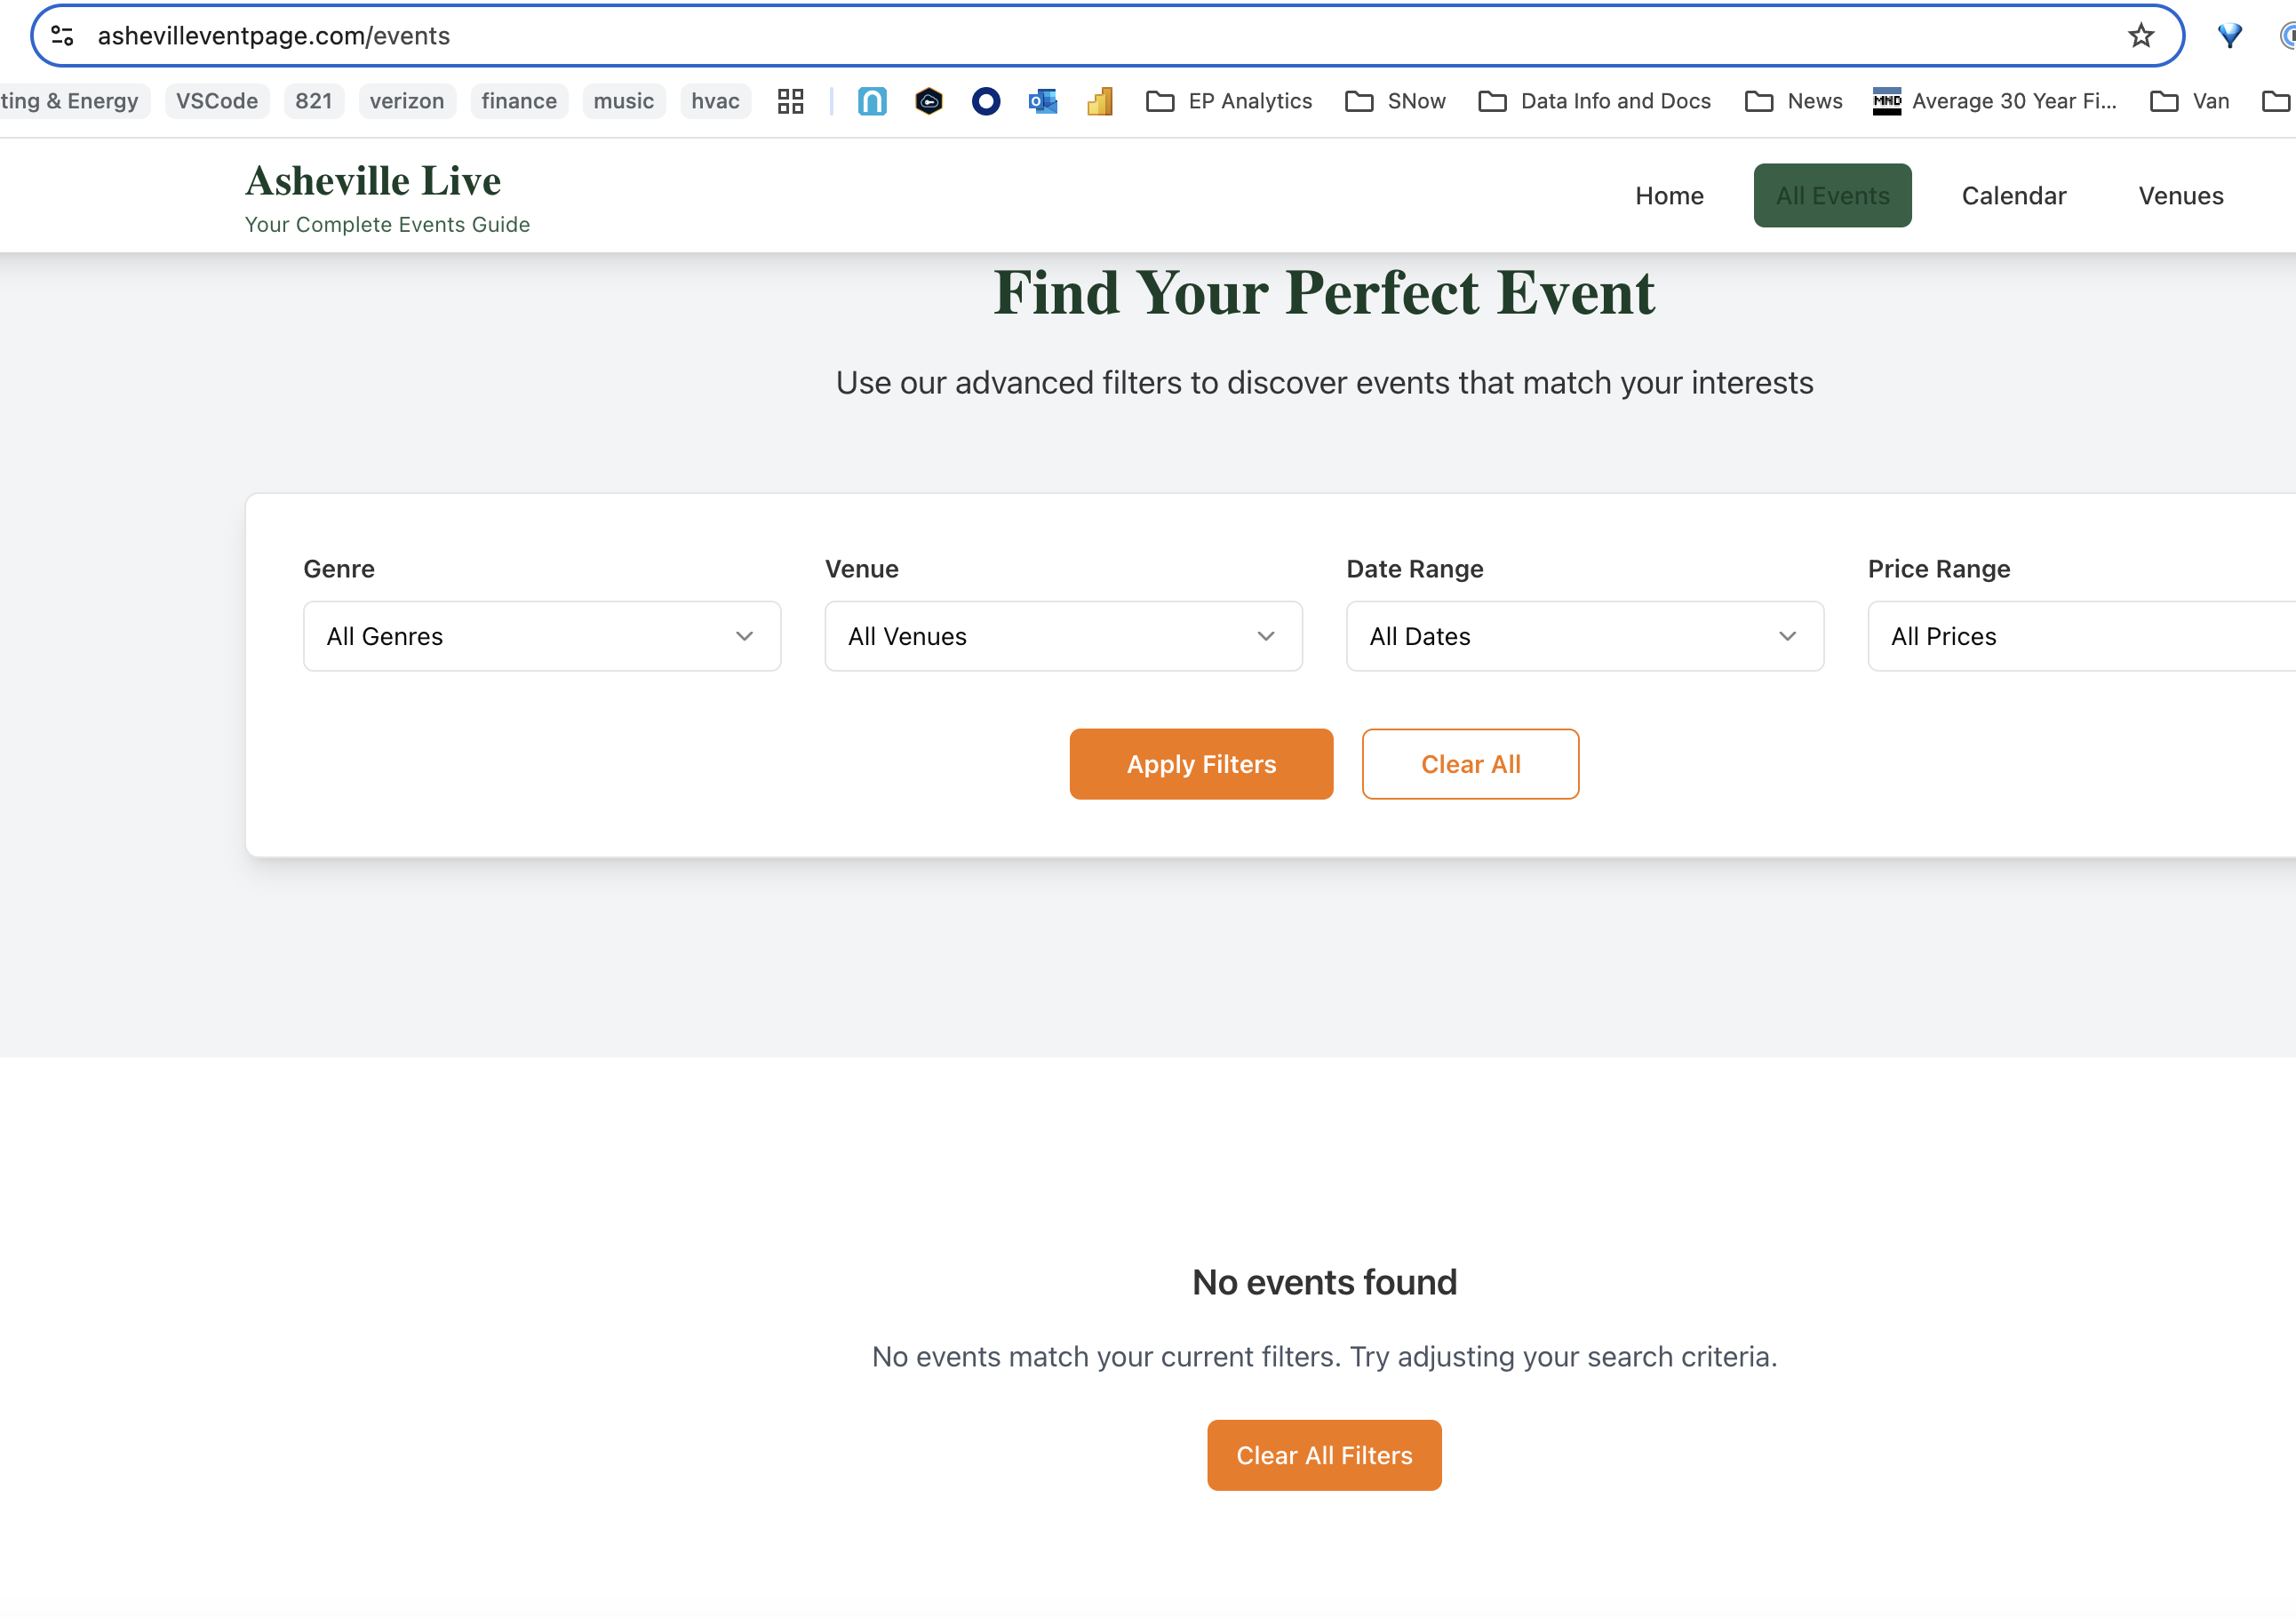 ashevilleventpage.com/events
ting & Energy VSCode 821 verizon finance music hvac EP Analytics SNow Data Info and Docs News MND Average 30 Year Fi... Van
Asheville Live
Your Complete Events Guide
Home All Events Calendar Venues
Find Your Perfect Event
Use our advanced filters to discover events that match your interests
Genre Venue Date Range Price Range
All Genres All Venues All Dates All Prices
Apply Filters Clear All
No events found
No events match your current filters. Try adjusting your search criteria.
Clear All Filters